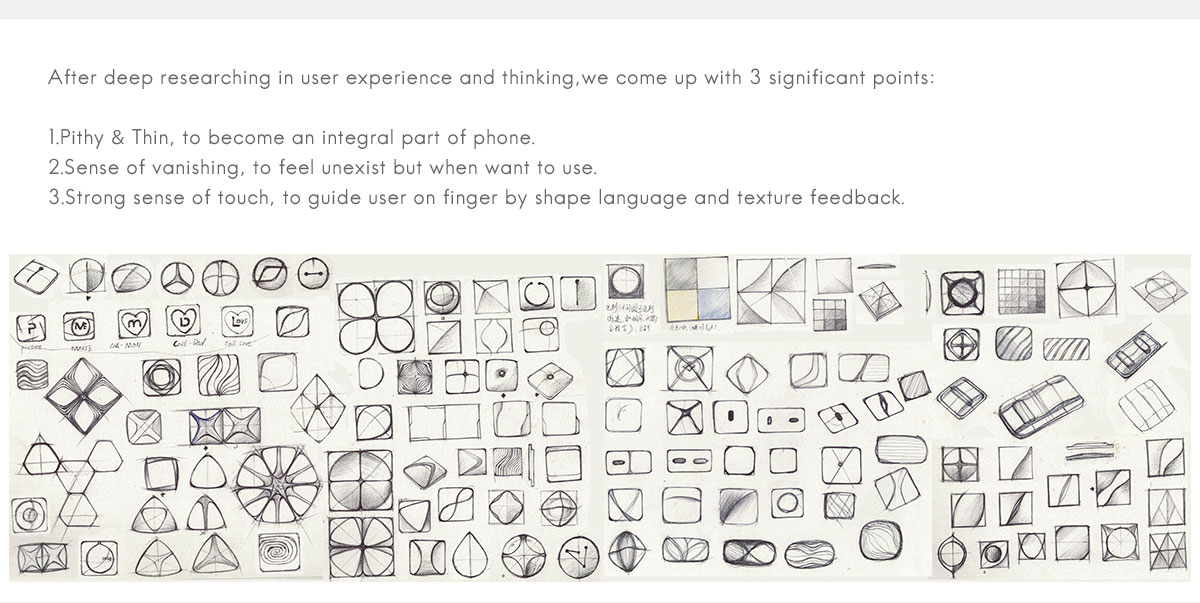 After deep researching in user experience and thinking,we come up with 3 significant points:
1.Pithy & Thin, to become an integral part of phone.
2.Sense of vanishing, to feel unexist but when want to use.
3.Strong sense of touch, to guide user on finger by shape language and texture feedback.
P ME M D Love
PICTURE MOVIE Call-MOM Call-Dad Call Love